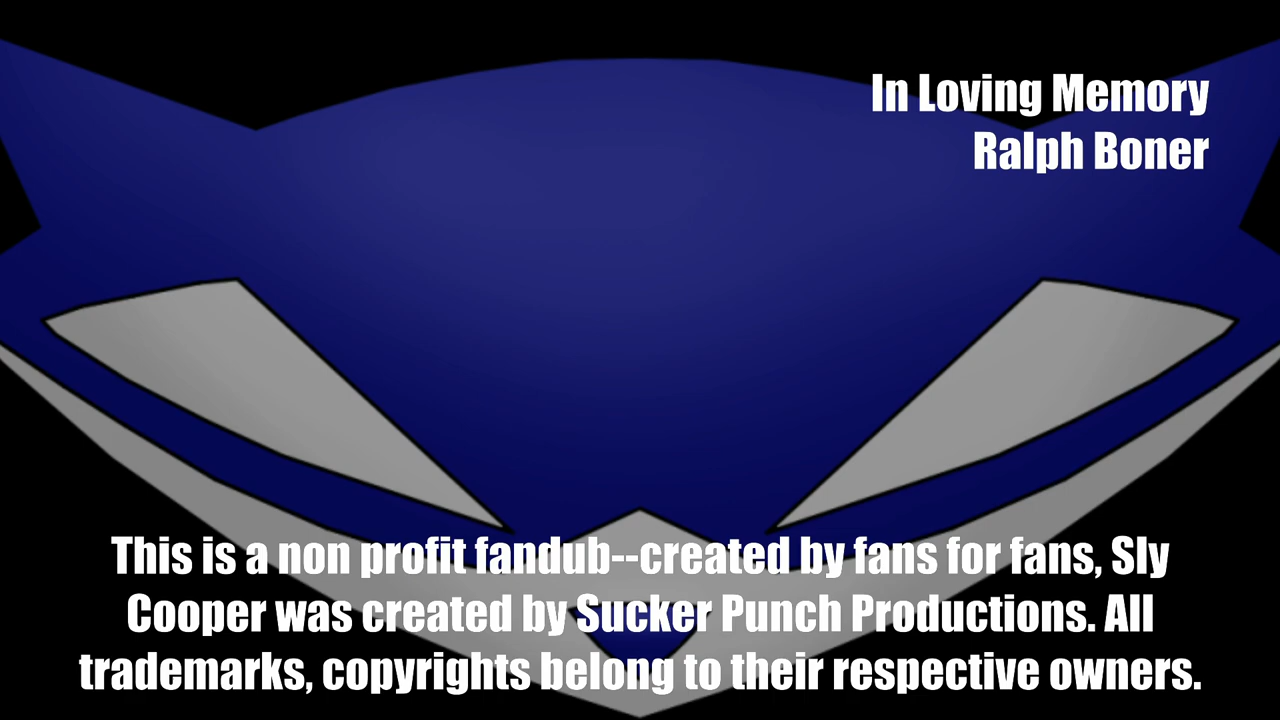 In Loving Memory
Ralph Boner
This is a non profit fandub--created by fans for fans, Sly
Cooper was created by Sucker Punch Productions. All
trademarks, copyrights belong to their respective owners.